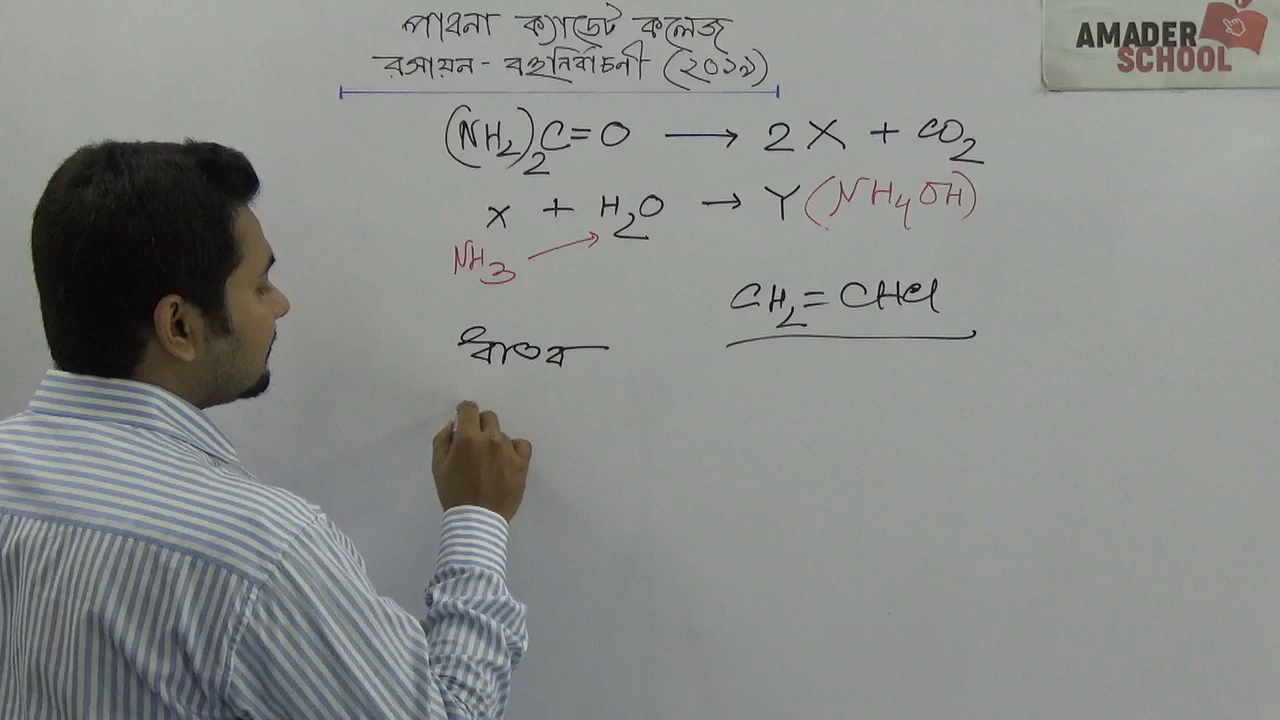 পাবনা ক্যাডেট কলেজ
রসায়ন - বহুনির্বাচনী (২০১৯)
AMADER
SCHOOL
(NH₂)₂C=O ⟶ 2X + CO₂
x + H₂O → Y (NH₄OH)
NH₃
CH₂ = CHCl
ধাতব